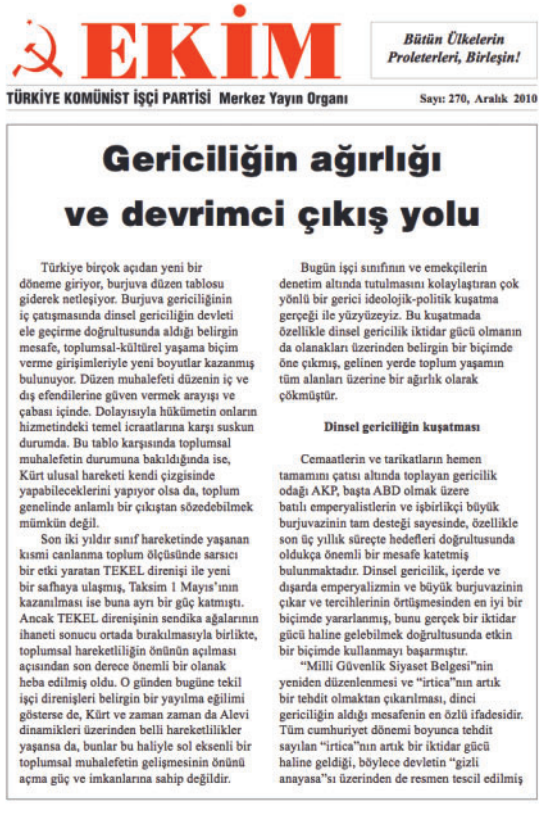 EKİM
Bütün Ülkelerin
Proleterleri, Birleşin!
TÜRKİYE KOMÜNİST İŞÇİ PARTİSİ Merkez Yayın Organı
Sayı: 270, Aralık 2010
Gericiliğin ağırlığı
ve devrimci çıkış yolu
Türkiye birçok açıdan yeni bir
döneme giriyor, burjuva düzen tablosu
giderek netleşiyor. Burjuva gericiliğinin
iç çatışmasında dinsel gericiliğin devleti
ele geçirme doğrultusunda aldığı belirgin
mesafe, toplumsal-kültürel yaşama biçim
verme girişimleriyle yeni boyutlar kazanmış
bulunuyor. Düzen muhalefeti düzenin iç ve
dış efendilerine güven vermek arayışı ve
çabası içinde. Dolayısıyla hükümetin onların
hizmetindeki temel icraatlarına karşı suskun
durumda. Bu tablo karşısında toplumsal
muhalefetin durumuna bakıldığında ise,
Kürt ulusal hareketi kendi çizgisinde
yapabileceklerini yapıyor olsa da, toplum
genelinde anlamlı bir çıkıştan sözedebilmek
mümkün değil.
Son iki yıldır sınıf hareketinde yaşanan
kısmi canlanma toplum ölçüsünde sarsıcı
bir etki yaratan TEKEL direnişi ile yeni
bir safhaya ulaşmış, Taksim 1 Mayıs’ının
kazanılması ise buna ayrı bir güç katmıştı.
Ancak TEKEL direnişinin sendika ağalarının
ihaneti sonucu ortada bırakılmasıyla birlikte,
toplumsal hareketliliğin önünün açılması
açısından son derece önemli bir olanak
heba edilmiş oldu. O günden bugüne tekil
işçi direnişleri belirgin bir yayılma eğilimi
gösterse de, Kürt ve zaman zaman da Alevi
dinamikleri üzerinden belli hareketlilikler
yaşansa da, bunlar bu haliyle sol eksenli bir
toplumsal muhalefetin gelişmesinin önünü
açma güç ve imkanlarına sahip değildir.
Bugün işçi sınıfının ve emekçilerin
denetim altında tutulmasını kolaylaştıran çok
yönlü bir gerici ideolojik-politik kuşatma
gerçeği ile yüzyüzeyiz. Bu kuşatmada
özellikle dinsel gericilik iktidar gücü olmanın
da olanakları üzerinden belirgin bir biçimde
öne çıkmış, gelinen yerde toplum yaşamın
tüm alanları üzerine bir ağırlık olarak
çökmüştür.
Dinsel gericiliğin kuşatması
Cemaatlerin ve tarikatların hemen
tamamını çatısı altında toplayan gericilik
odağı AKP, başta ABD olmak üzere
batılı emperyalistlerin ve işbirlikçi büyük
burjuvazinin tam desteği sayesinde, özellikle
son üç yıllık süreçte hedefleri doğrultusunda
oldukça önemli bir mesafe katetmiş
bulunmaktadır. Dinsel gericilik, içerde ve
dışarda emperyalizmin ve büyük burjuvazinin
çıkar ve tercihlerinin örtüşmesinden en iyi bir
biçimde yararlanmış, bunu gerçek bir iktidar
gücü haline gelebilmek doğrultusunda etkin
bir biçimde kullanmayı başarmıştır.
“Milli Güvenlik Siyaset Belgesi”nin
yeniden düzenlenmesi ve “irtica”nın artık
bir tehdit olmaktan çıkarılması, dinci
gericiliğin aldığı mesafenin en özlü ifadesidir.
Tüm cumhuriyet dönemi boyunca tehdit
sayılan “irtica”nın artık bir iktidar gücü
haline geldiği, böylece devletin “gizli
anayasa”sı üzerinden de resmen tescil edilmiş